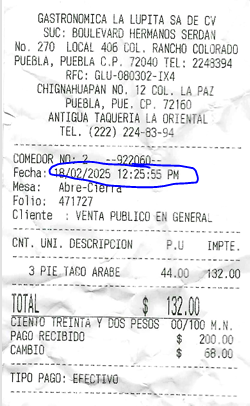 GASTRONOMICA LA LUPITA SA DE CV
SUC: BOULEVARD HERMANOS SERDAN
No. 270 LOCAL 406 COL. RANCHO COLORADO
PUEBLA, PUEBLA C.P. 72040 TEL: 2248394
RFC: GLU-080302-IX4
CHIGNAHUAPAN NO. 12 COL. LA PAZ
PUEBLA, PUE. CP. 72160
ANTIGUA TAQUERIA LA ORIENTAL
TEL. (222) 224-83-94
COMEDOR NO: 2 --922060--
Fecha: 18/02/2025 12:25:55 PM
Mesa: Abre-Cierra
Folio: 471727
Cliente : VENTA PUBLICO EN GENERAL
CNT. UNI. DESCRIPCION P.U IMPTE.
3 PIE TACO ARABE 44.00 132.00
TOTAL $ 132.00
CIENTO TREINTA Y DOS PESOS 00/100 M.N.
PAGO RECIBIDO $ 200.00
CAMBIO $ 68.00
TIPO PAGO: EFECTIVO